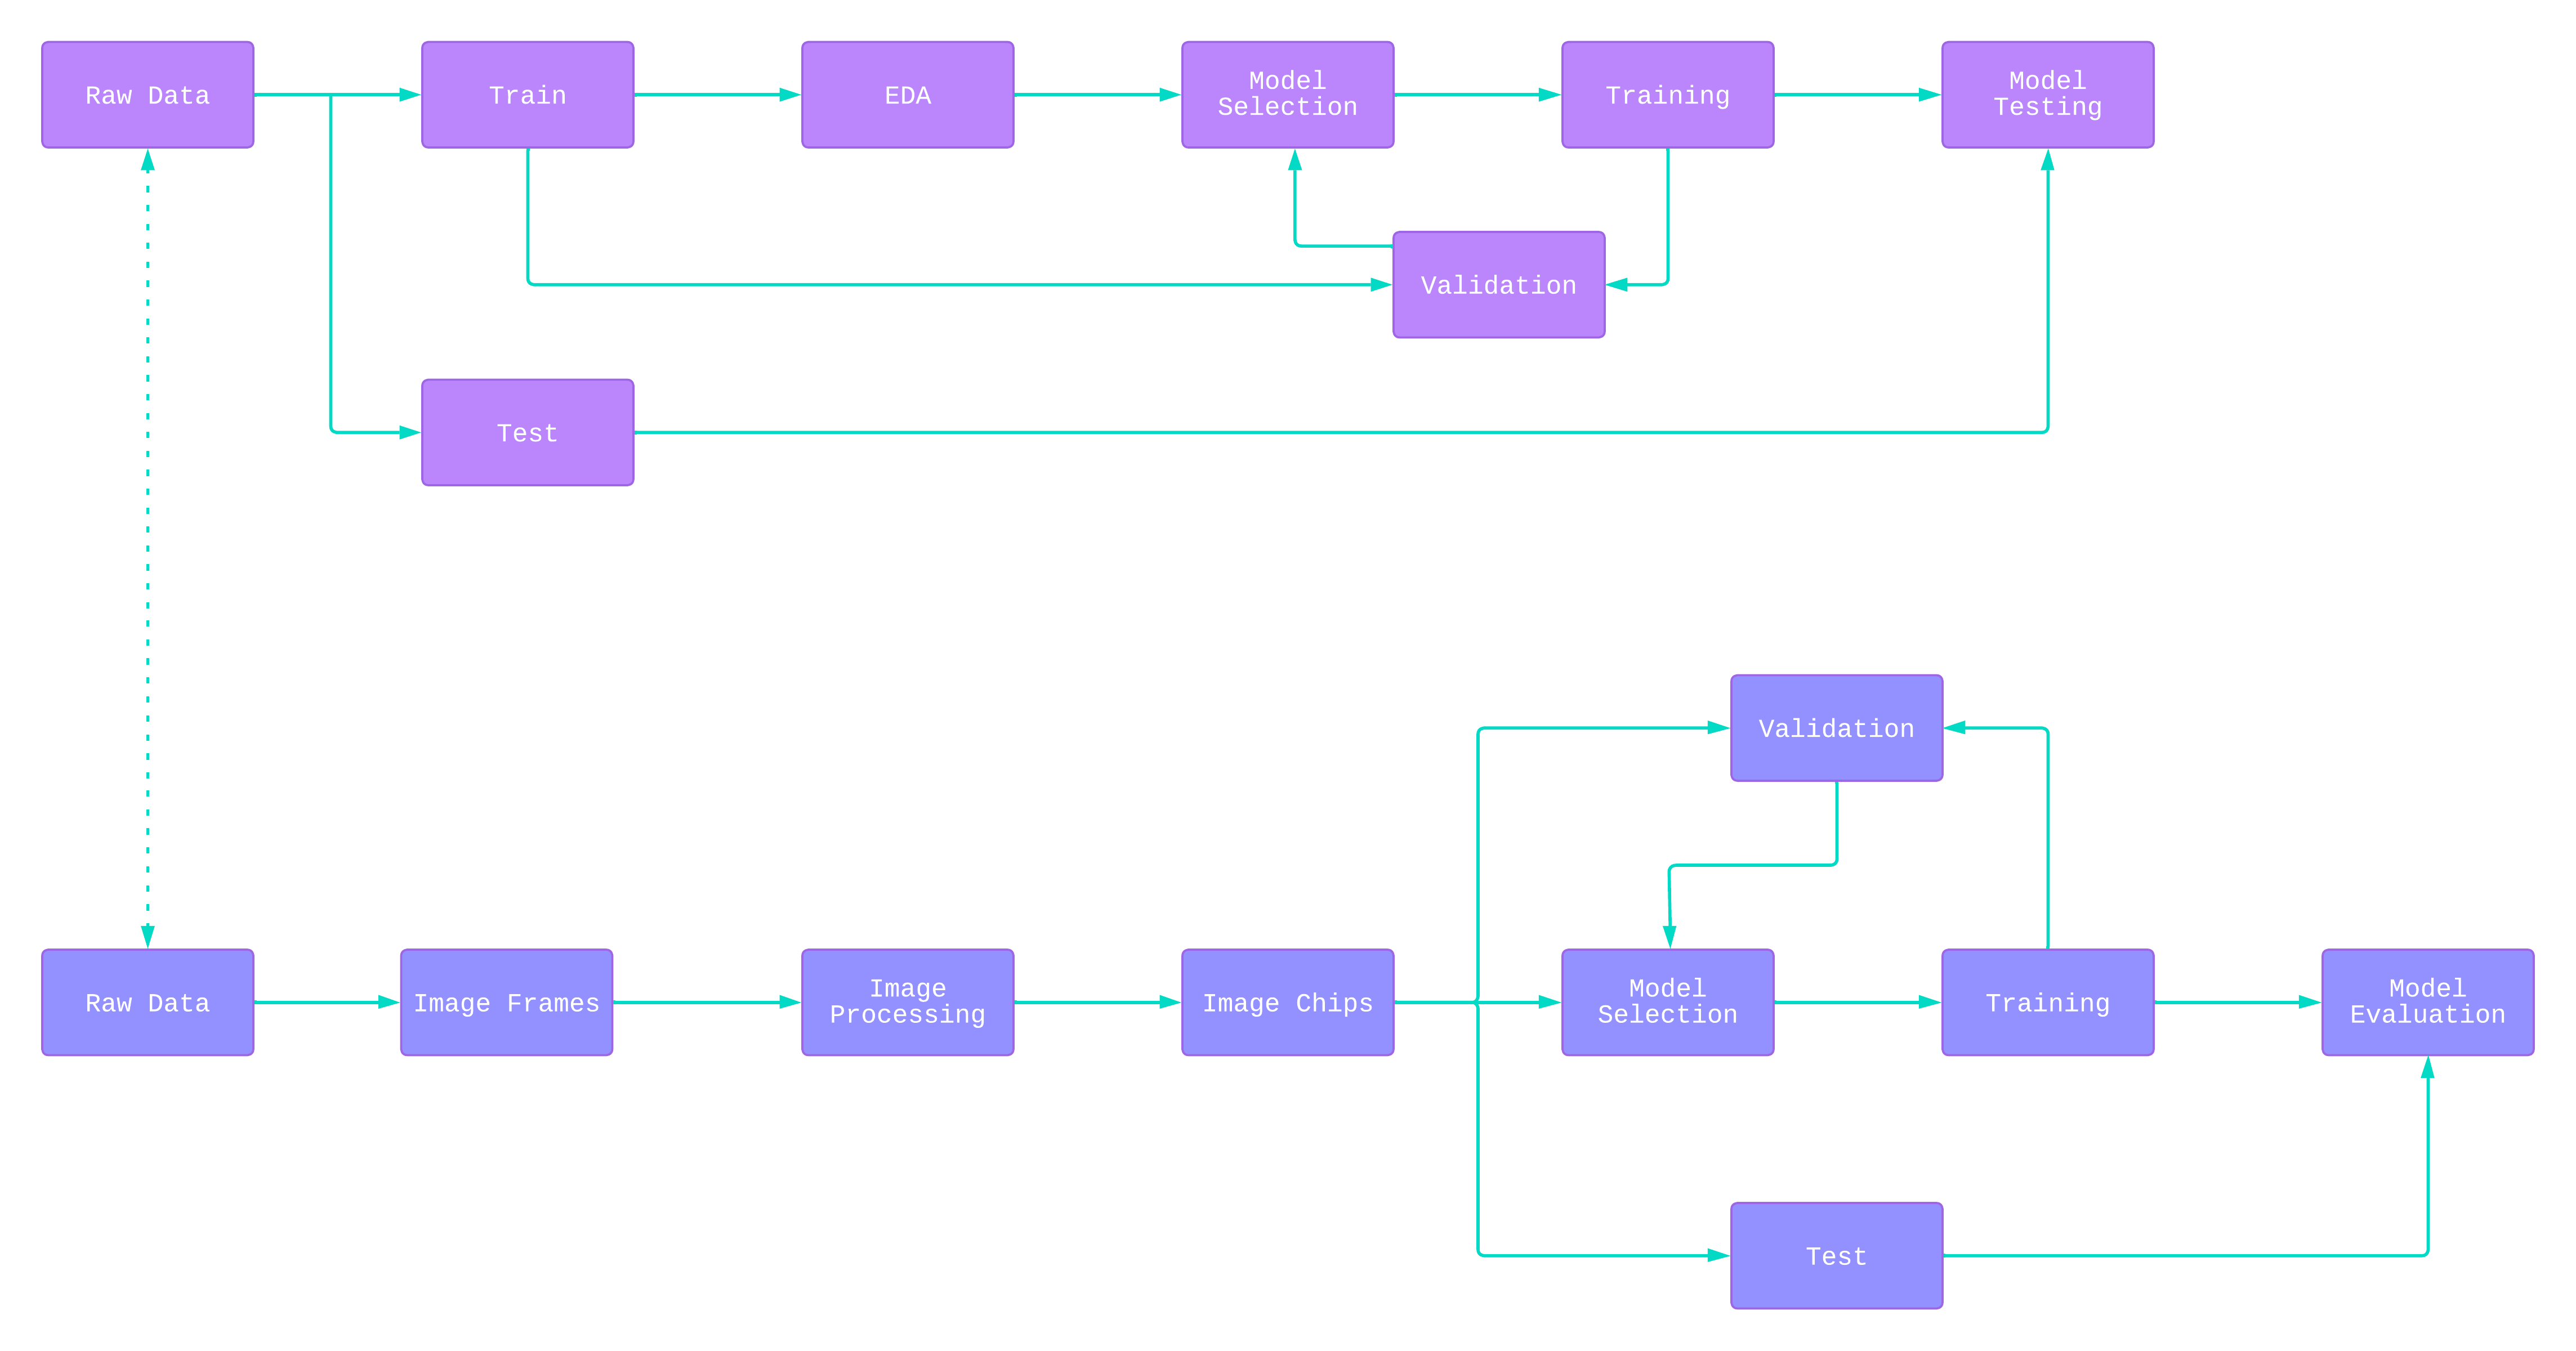 Raw Data
Train
EDA
Model
Selection
Training
Model
Testing
Validation
Test
Validation
Raw Data
Image Frames
Image
Processing
Image Chips
Model
Selection
Training
Model
Evaluation
Test